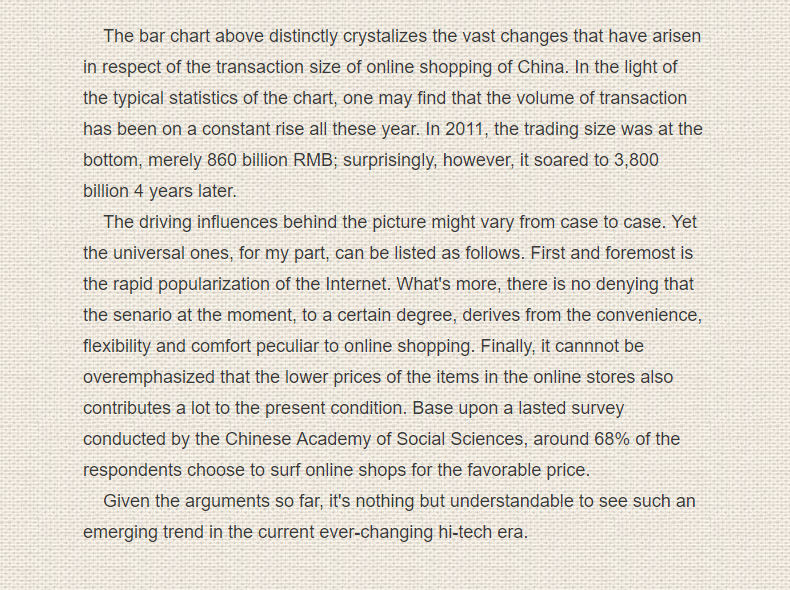 The bar chart above distinctly crystalizes the vast changes that have arisen
in respect of the transaction size of online shopping of China. In the light of
the typical statistics of the chart, one may find that the volume of transaction
has been on a constant rise all these year. In 2011, the trading size was at the
bottom, merely 860 billion RMB; surprisingly, however, it soared to 3,800
billion 4 years later.
The driving influences behind the picture might vary from case to case. Yet
the universal ones, for my part, can be listed as follows. First and foremost is
the rapid popularization of the Internet. What's more, there is no denying that
the senario at the moment, to a certain degree, derives from the convenience,
flexibility and comfort peculiar to online shopping. Finally, it cannnot be
overemphasized that the lower prices of the items in the online stores also
contributes a lot to the present condition. Base upon a lasted survey
conducted by the Chinese Academy of Social Sciences, around 68% of the
respondents choose to surf online shops for the favorable price.
Given the arguments so far, it's nothing but understandable to see such an
emerging trend in the current ever-changing hi-tech era.